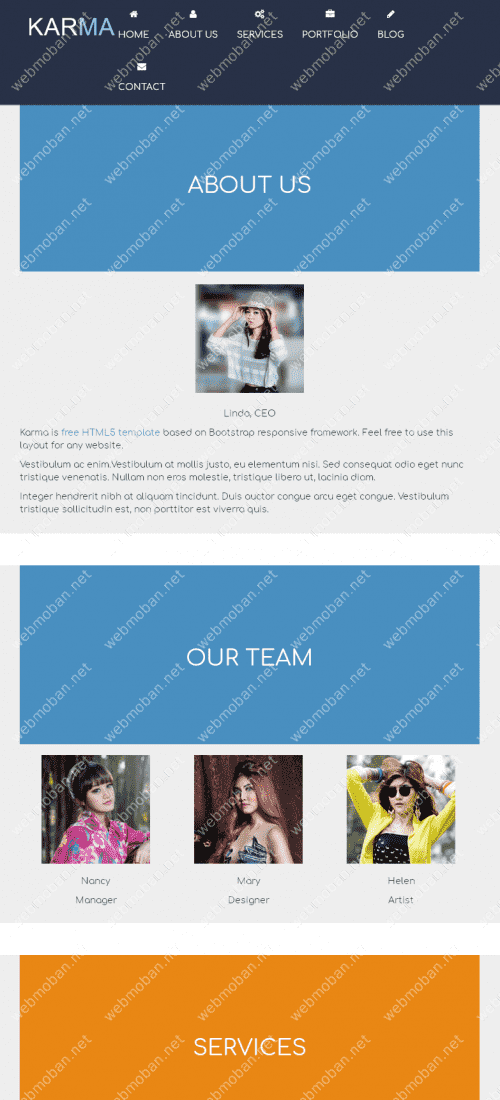 KARMA
HOME
ABOUT US
SERVICES
PORTFOLIO
BLOG
CONTACT
ABOUT US
Linda, CEO
Karma is free HTML5 template based on Bootstrap responsive framework. Feel free to use this
layout for any website.
Vestibulum ac enim.Vestibulum at mollis justo, eu elementum nisi. Sed consequat odio eget nunc
tristique venenatis. Nullam non eros molestie, tristique libero ut, lacinia diam.
Integer hendrerit nibh at aliquam tincidunt. Duis auctor congue arcu eget congue. Vestibulum
tristique sollicitudin est, non porttitor est viverra quis.
OUR TEAM
Nancy
Mary
Helen
Manager
Designer
Artist
SERVICES
webmoban.net